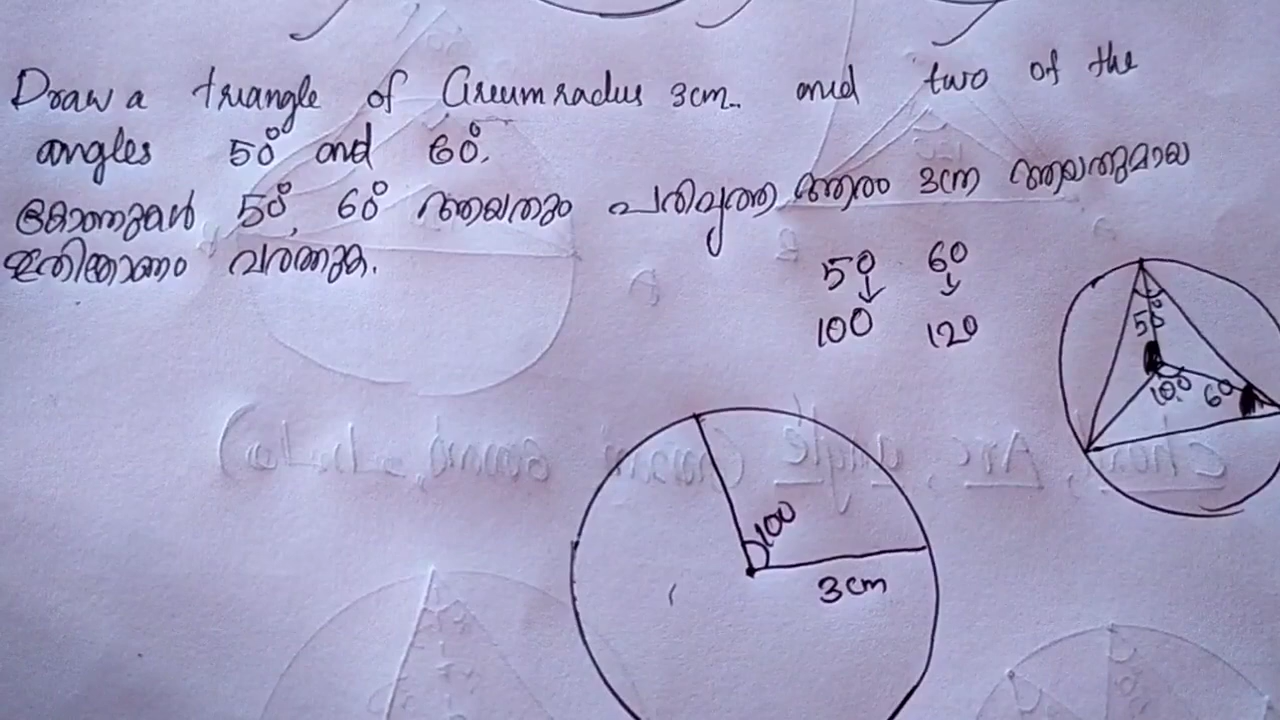 Draw a triangle of Circumradus 3cm. and two of the
angles 50° and 60°.
കോണുകൾ 50°, 60° ആയതും പരിവൃത്ത ആരം 3cm ആയതുമായ
ത്രികോണം വരയ്ക്കുക.
50 60
100 120
50°
100 60
100
3cm